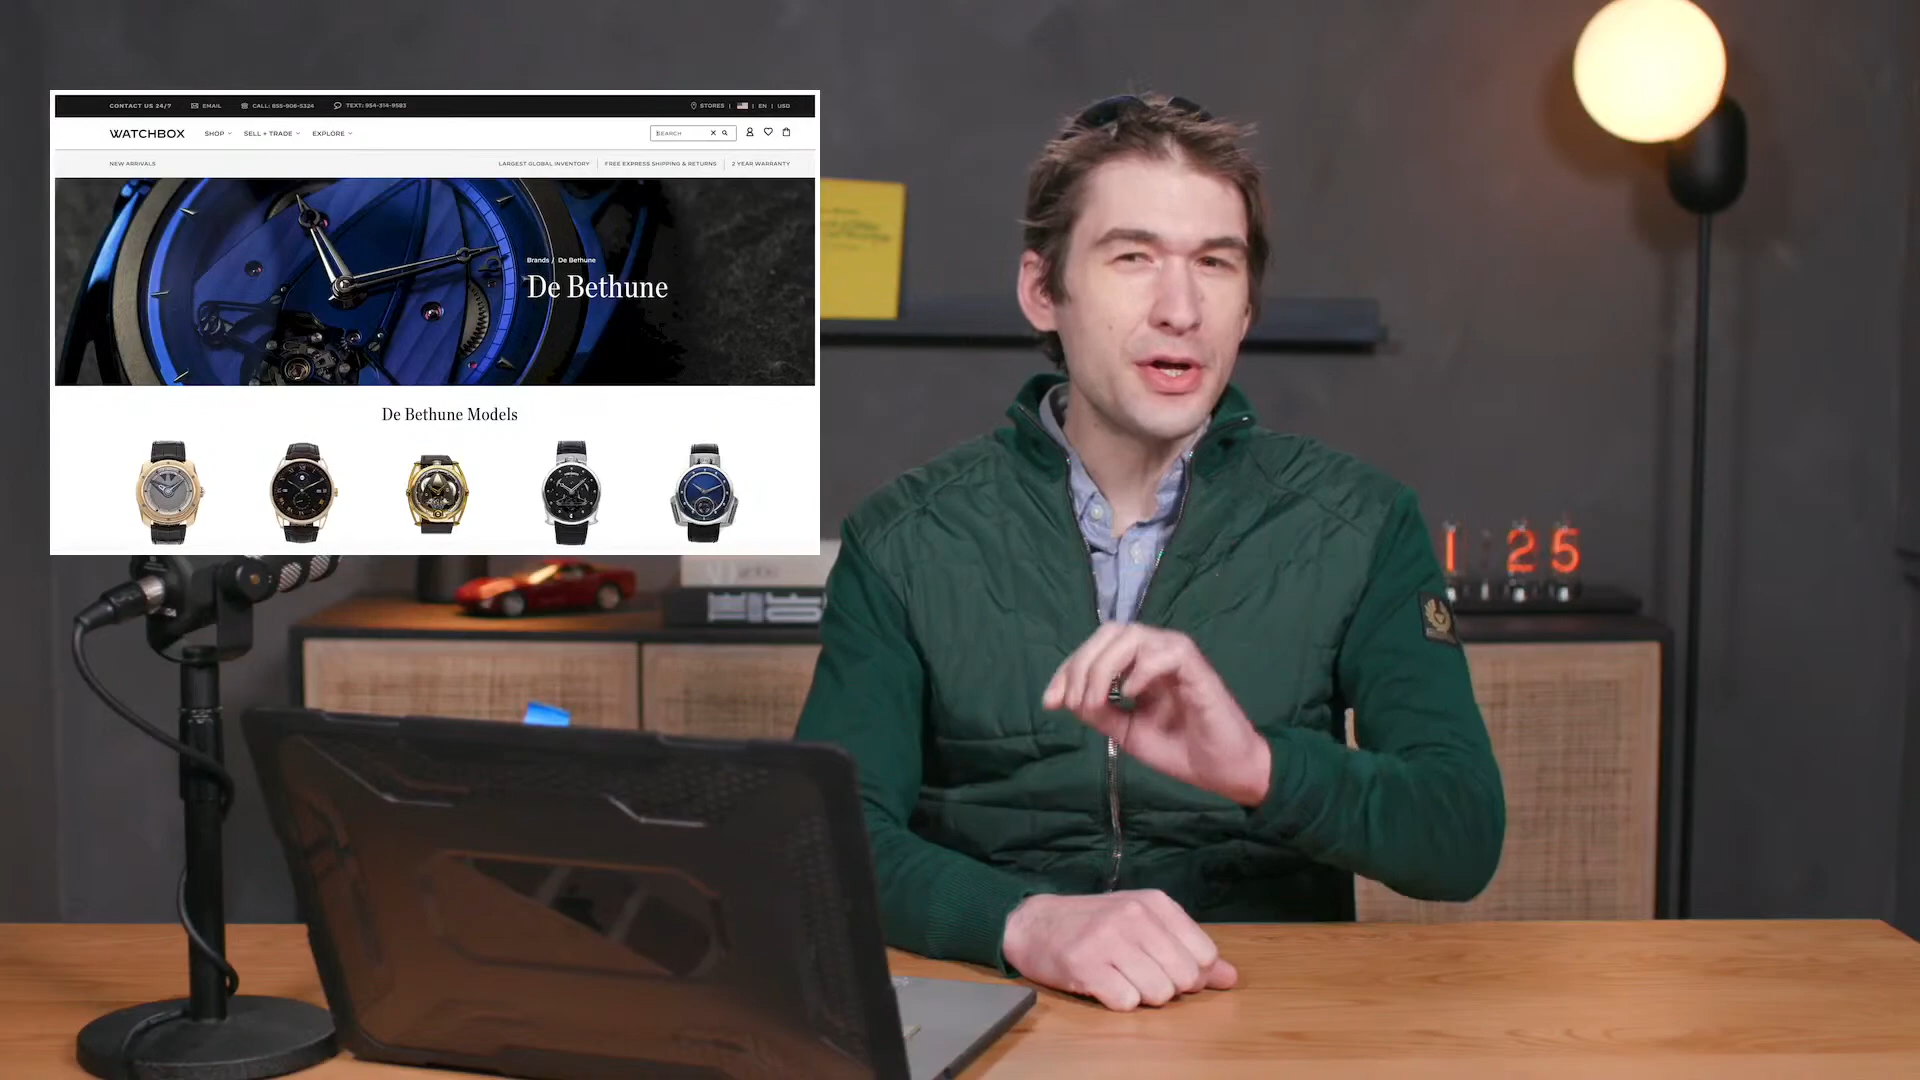 CONTACT US 24/7 EMAIL CALL: 855-906-5324 TEXT: 954-314-9583 STORES | EN | USD
WATCHBOX SHOP SELL + TRADE EXPLORE SEARCH
NEW ARRIVALS LARGEST GLOBAL INVENTORY FREE EXPRESS SHIPPING & RETURNS 2 YEAR WARRANTY
Brands / De Bethune
De Bethune
De Bethune Models
1 25